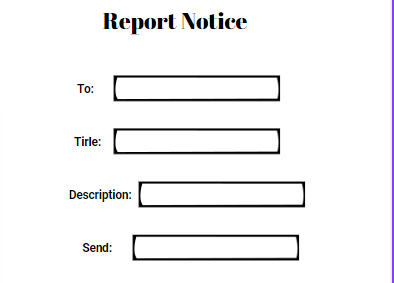 Report Notice
To:
Tirle:
Description:
Send: